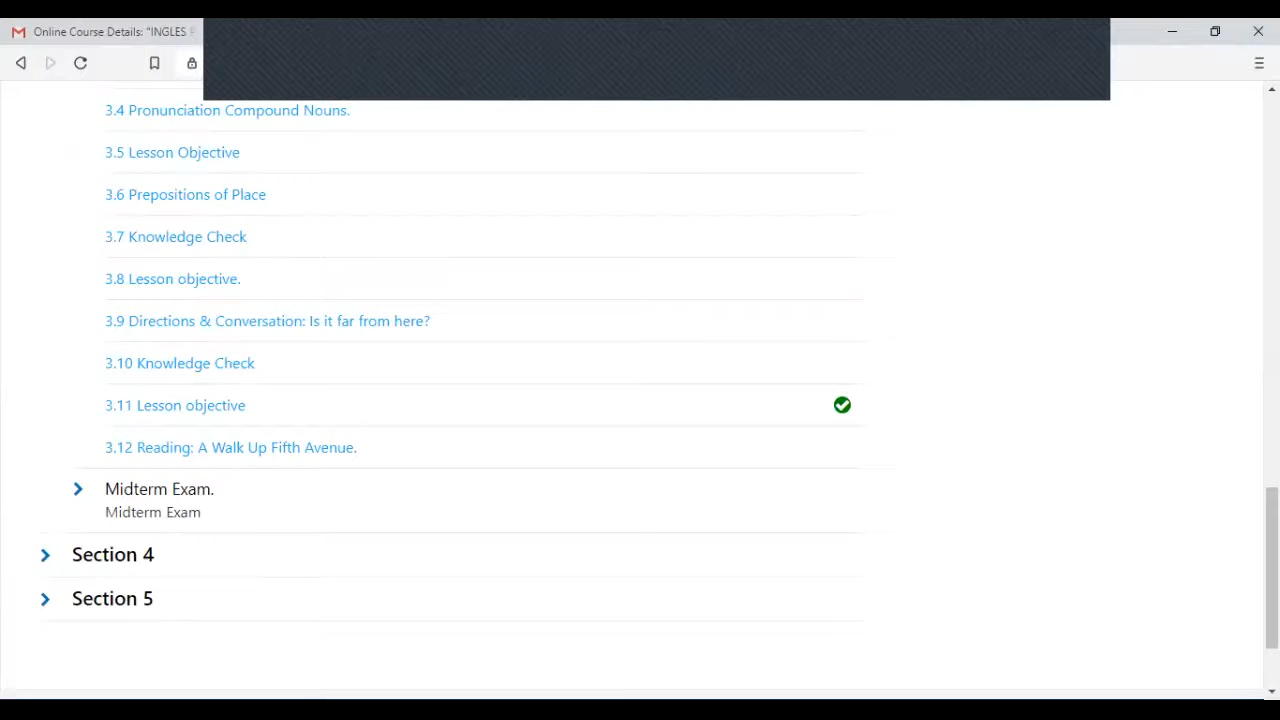 Online Course Details: "INGLES
3.4 Pronunciation Compound Nouns.
3.5 Lesson Objective
3.6 Prepositions of Place
3.7 Knowledge Check
3.8 Lesson objective.
3.9 Directions & Conversation: Is it far from here?
3.10 Knowledge Check
3.11 Lesson objective
3.12 Reading: A Walk Up Fifth Avenue.
Midterm Exam.
Midterm Exam
Section 4
Section 5